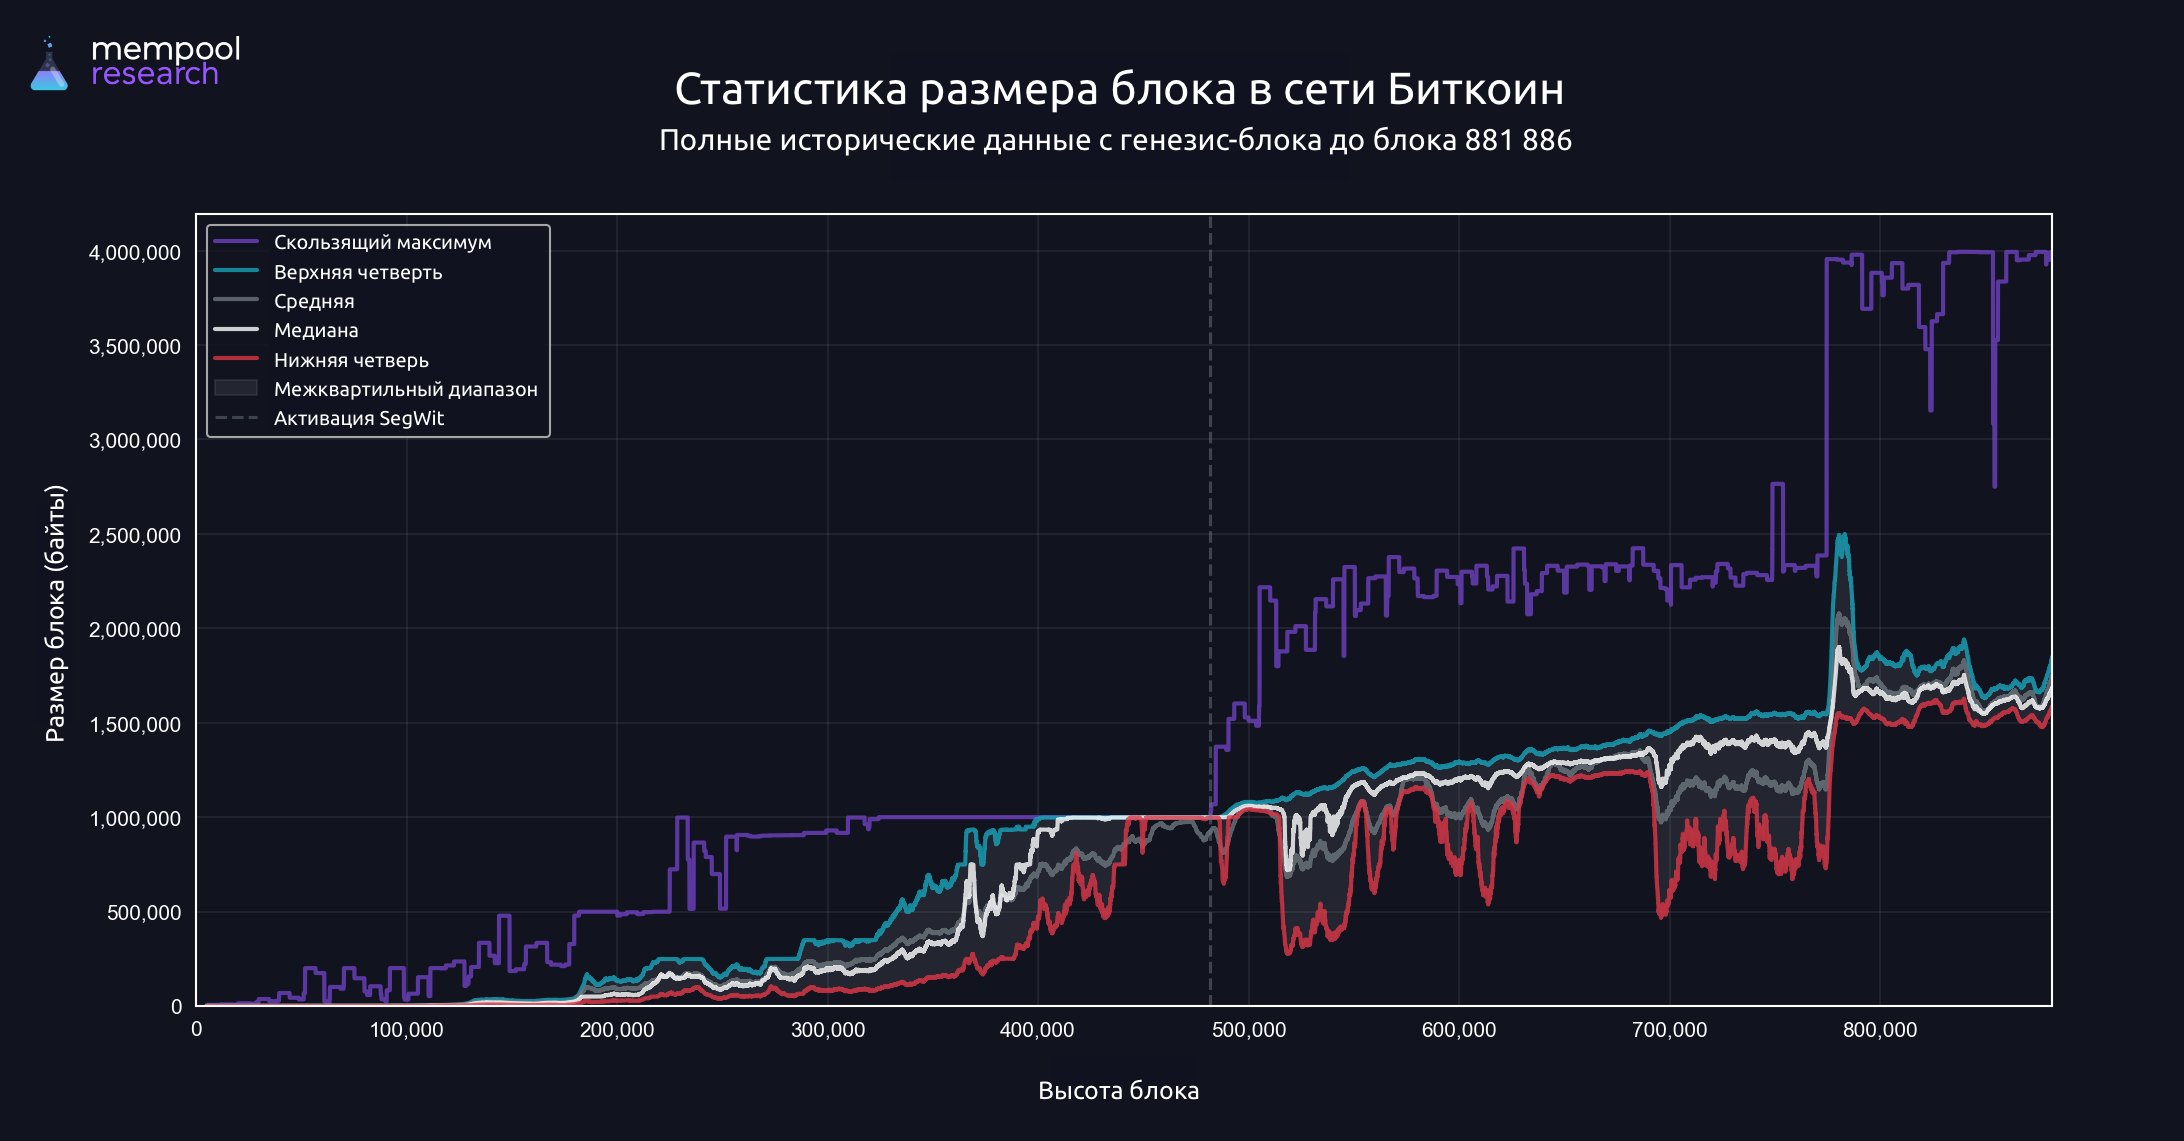 mempool
research
Статистика размера блока в сети Биткоин
Полные исторические данные с генезис-блока до блока 881 886
Скользящий максимум
Верхняя четверть
Средняя
Медиана
Нижняя четверь
Межквартильный диапазон
Активация SegWit
4,000,000
3,500,000
3,000,000
2,500,000
2,000,000
1,500,000
1,000,000
500,000
0
Размер блока (байты)
0 100,000 200,000 300,000 400,000 500,000 600,000 700,000 800,000
Высота блока